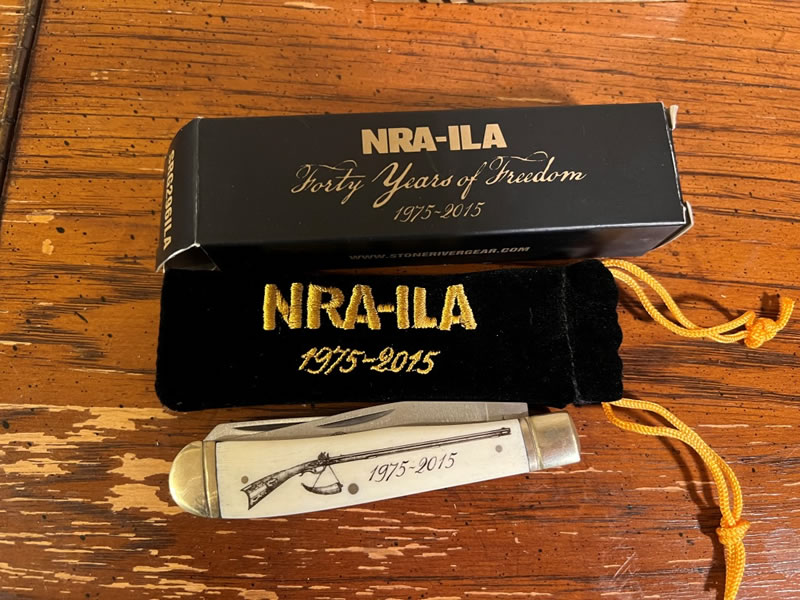 NRA-ILA
Forty Years of Freedom
1975-2015
WWW.STONERIVERGEAR.COM
NRA-ILA
1975-2015
1975-2015